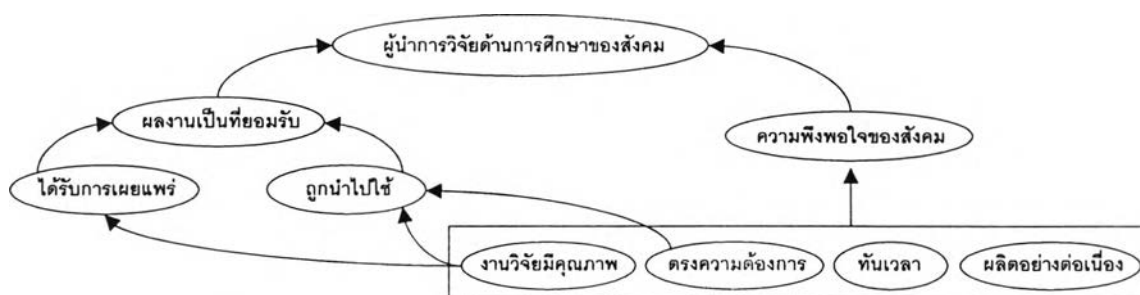 ผู้นำการวิจัยด้านการศึกษาของสังคม
ผลงานเป็นที่ยอมรับ
ความพึงพอใจของสังคม
ได้รับการเผยแพร่
ถูกนำไปใช้
งานวิจัยมีคุณภาพ
ตรงความต้องการ
ทันเวลา
ผลิตอย่างต่อเนื่อง